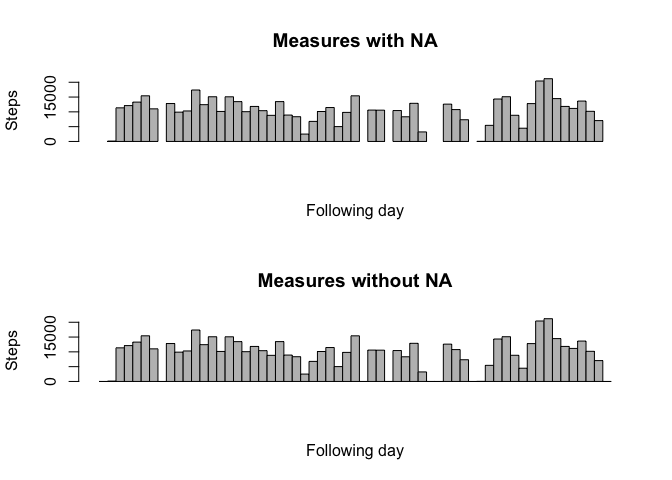 Measures with NA
Steps
15000
0
Following day
Measures without NA
Steps
15000
0
Following day